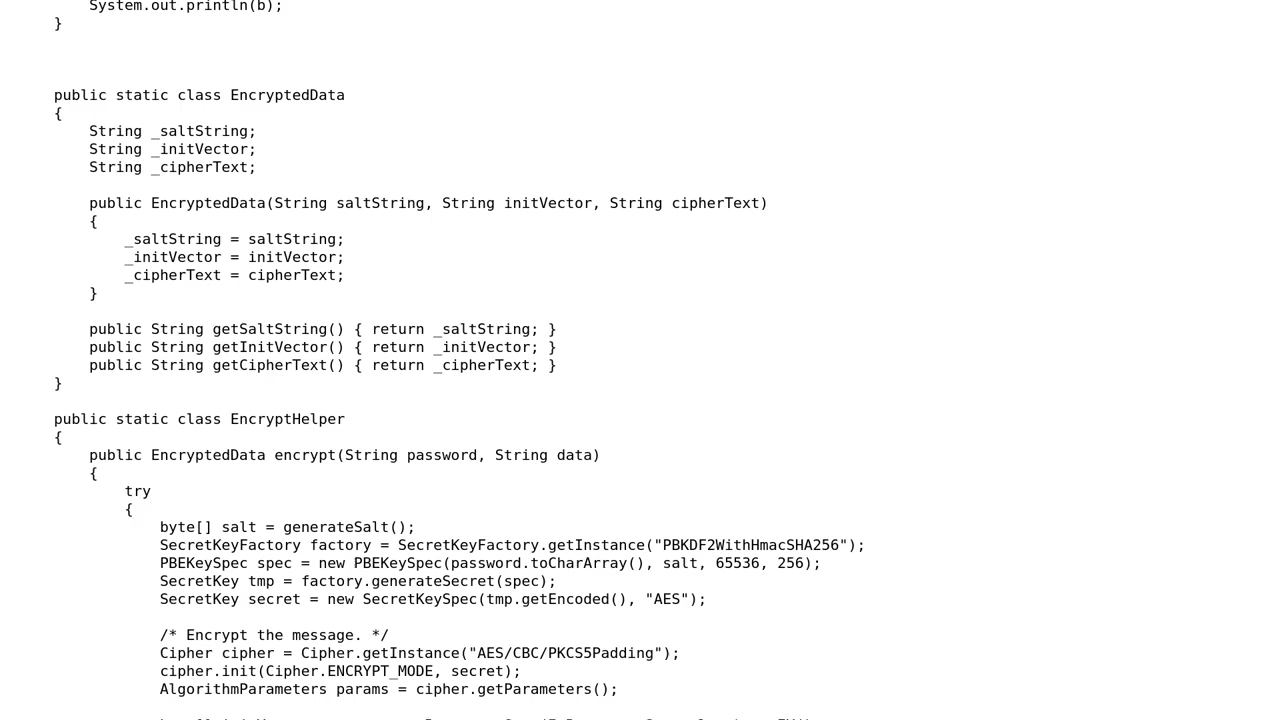 System.out.println(b);
    }

    public static class EncryptedData
    {
        String _saltString;
        String _initVector;
        String _cipherText;

        public EncryptedData(String saltString, String initVector, String cipherText)
        {
            _saltString = saltString;
            _initVector = initVector;
            _cipherText = cipherText;
        }

        public String getSaltString() { return _saltString; }
        public String getInitVector() { return _initVector; }
        public String getCipherText() { return _cipherText; }
    }

    public static class EncryptHelper
    {
        public EncryptedData encrypt(String password, String data)
        {
            try
            {
                byte[] salt = generateSalt();
                SecretKeyFactory factory = SecretKeyFactory.getInstance("PBKDF2WithHmacSHA256");
                PBEKeySpec spec = new PBEKeySpec(password.toCharArray(), salt, 65536, 256);
                SecretKey tmp = factory.generateSecret(spec);
                SecretKey secret = new SecretKeySpec(tmp.getEncoded(), "AES");

                /* Encrypt the message. */
                Cipher cipher = Cipher.getInstance("AES/CBC/PKCS5Padding");
                cipher.init(Cipher.ENCRYPT_MODE, secret);
                AlgorithmParameters params = cipher.getParameters();